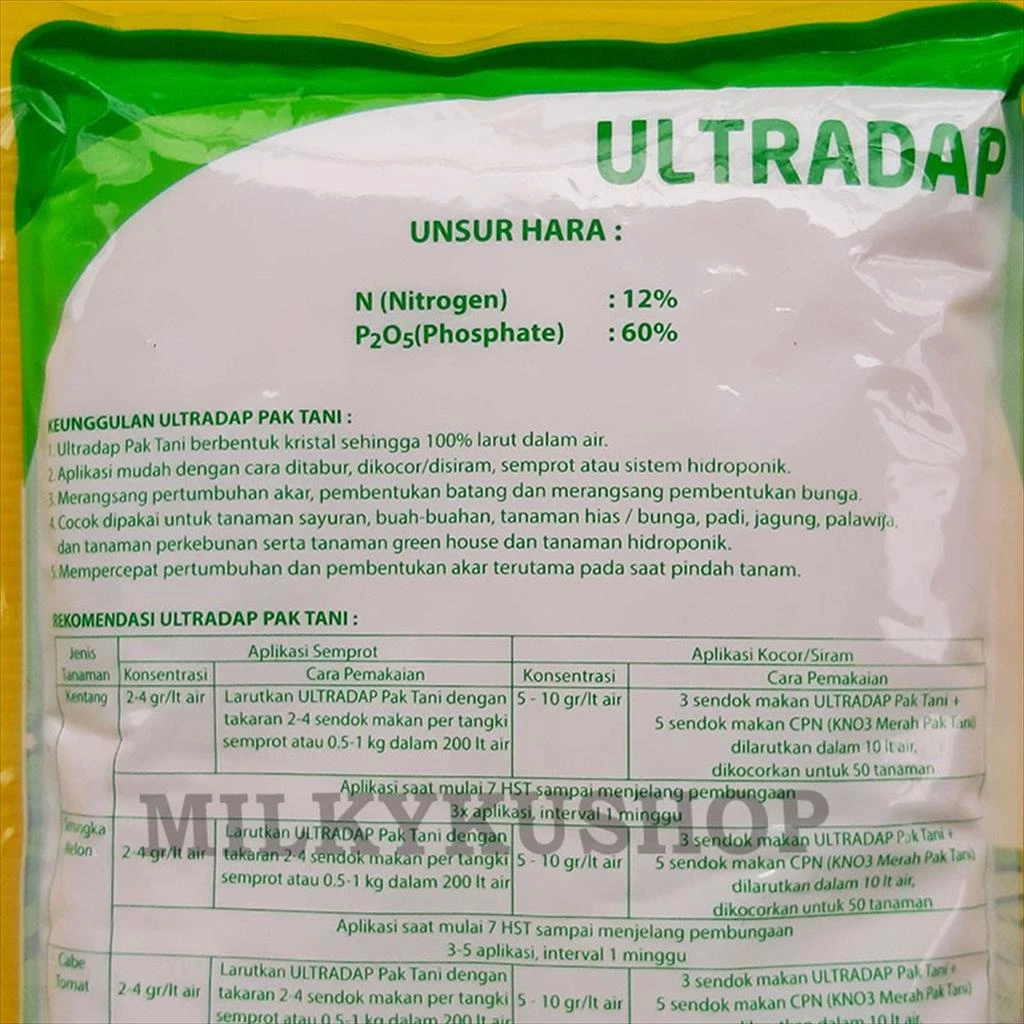 ULTRADAP
UNSUR HARA :
N (Nitrogen) : 12%
P2O5(Phosphate) : 60%
KEUNGGULAN ULTRADAP PAK TANI :
1. Ultradap Pak Tani berbentuk kristal sehingga 100% larut dalam air.
2. Aplikasi mudah dengan cara ditabur, dikocor/disiram, semprot atau sistem hidroponik.
3. Merangsang pertumbuhan akar, pembentukan batang dan merangsang pembentukan bunga.
4. Cocok dipakai untuk tanaman sayuran, buah-buahan, tanaman hias / bunga, padi, jagung, palawija,
dan tanaman perkebunan serta tanaman green house dan tanaman hidroponik.
5. Mempercepat pertumbuhan dan pembentukan akar terutama pada saat pindah tanam.
REKOMENDASI ULTRADAP PAK TANI :
Jenis Tanaman
Aplikasi Semprot
Aplikasi Kocor/Siram
Konsentrasi
Cara Pemakaian
Konsentrasi
Cara Pemakaian
Kentang
2-4 gr/lt air
Larutkan ULTRADAP Pak Tani dengan
takaran 2-4 sendok makan per tangki
semprot atau 0.5-1 kg dalam 200 lt air
5 - 10 gr/lt air
3 sendok makan ULTRADAP Pak Tani +
5 sendok makan CPN (KNO3 Merah Pak Tani)
dilarutkan dalam 10 lt air,
dikocorkan untuk 50 tanaman
Aplikasi saat mulai 7 HST sampai menjelang pembungaan
3x aplikasi, interval 1 minggu
MILKYKUSHOP
Semangka
Melon
2-4 gr/lt air
Larutkan ULTRADAP Pak Tani dengan
takaran 2-4 sendok makan per tangki
semprot atau 0.5-1 kg dalam 200 lt air
5 - 10 gr/lt air
3 sendok makan ULTRADAP Pak Tani +
5 sendok makan CPN (KNO3 Merah Pak Tani)
dilarutkan dalam 10 lt air,
dikocorkan untuk 50 tanaman
Aplikasi saat mulai 7 HST sampai menjelang pembungaan
3-5 aplikasi, interval 1 minggu
Cabe
Tomat
2-4 gr/lt air
Larutkan ULTRADAP Pak Tani dengan
takaran 2-4 sendok makan per tangki
semprot atau 0.5-1 kg dalam 200 lt air
5 - 10 gr/lt air
3 sendok makan ULTRADAP Pak Tani +
5 sendok makan CPN (KNO3 Merah Pak Tani)
dalam 10 lt air,